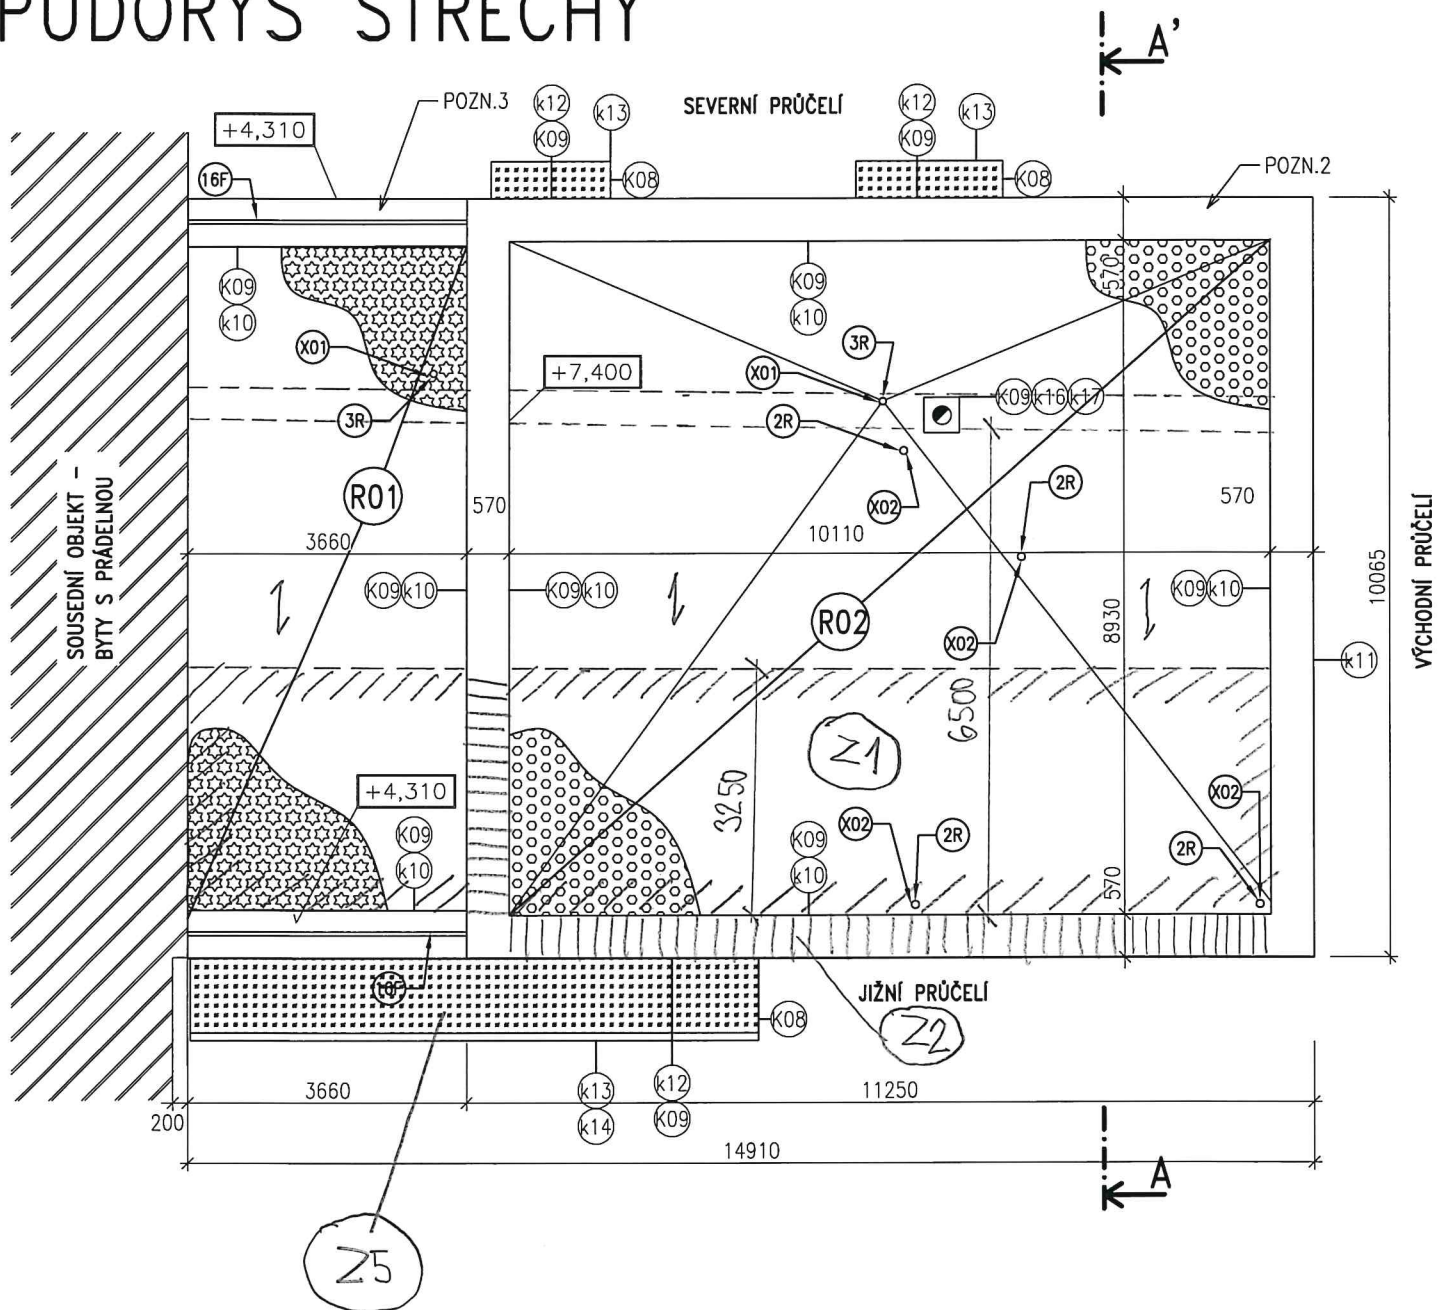 PŮDORYS STŘECHY
A'
POZN.3
k12
k13
SEVERNÍ PRŮČELÍ
k12
k13
+4,310
K09
K09
POZN.2
16F
K08
K08
K09
k10
K09
k10
570
X01
3R
+7,400
X01
K09 k16 k17
3R
2R
SOUSEDNÍ OBJEKT –
BYTY S PRÁDELNOU
R01
570
X02
2R
570
3660
10110
VÝCHODNÍ PRŮČELÍ
10065
K09 k10
K09 k10
K09 k10
R02
8930
X02
k11
6500
Z1
3250
+4,310
X02
K09
k10
X02
2R
K09
k10
2R
570
16F
JIŽNÍ PRŮČELÍ
K08
Z2
3660
k13
k14
k12
K09
11250
200
14910
A
Z5